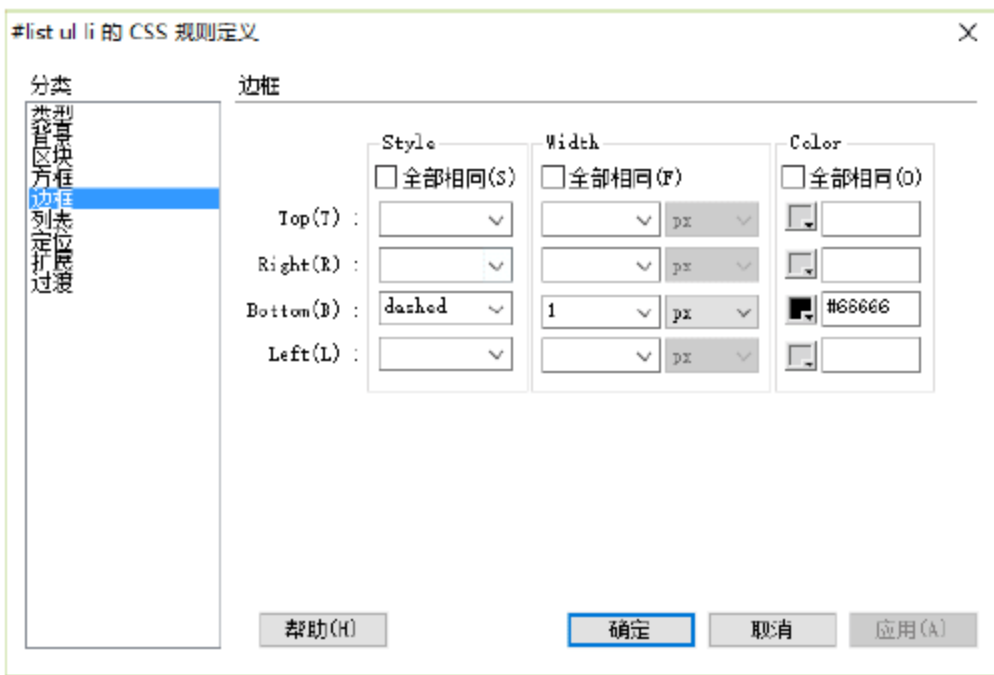 #list ul li 的 CSS 规则定义
分类
边框
类型
背景
区块
方框
边框
列表
定位
扩展
过渡
Style
Width
Color
全部相同(S)
全部相同(F)
全部相同(O)
Top(T) :
px
Right(R) :
px
Bottom(B) :
dashed
1
px
#66666
Left(L) :
px
帮助(H)
确定
取消
应用(A)